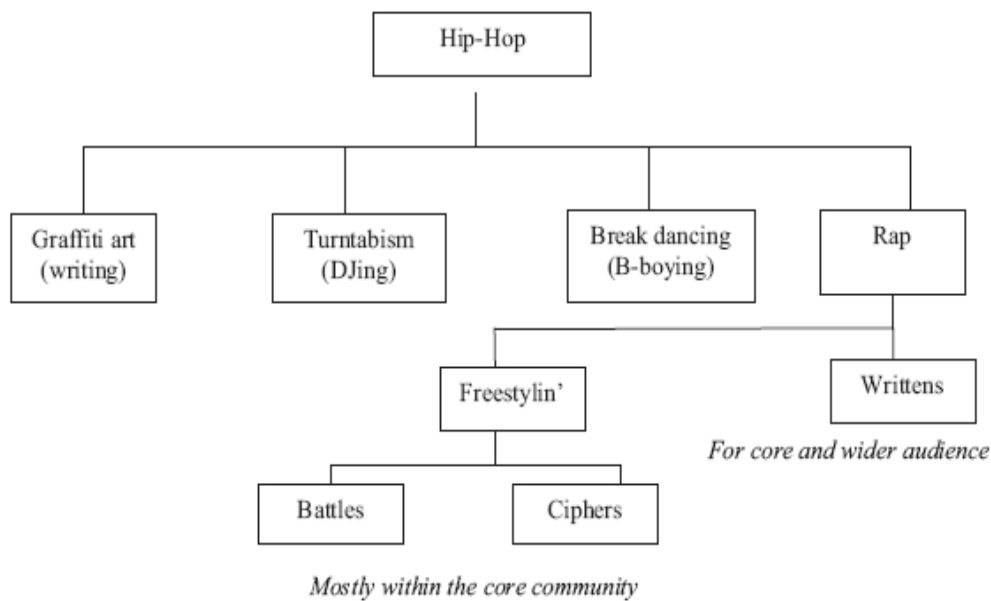 Hip-Hop
Graffiti art
(writing)
Turntabism
(DJing)
Break dancing
(B-boying)
Rap
Freestylin’
Writtens
For core and wider audience
Battles
Ciphers
Mostly within the core community